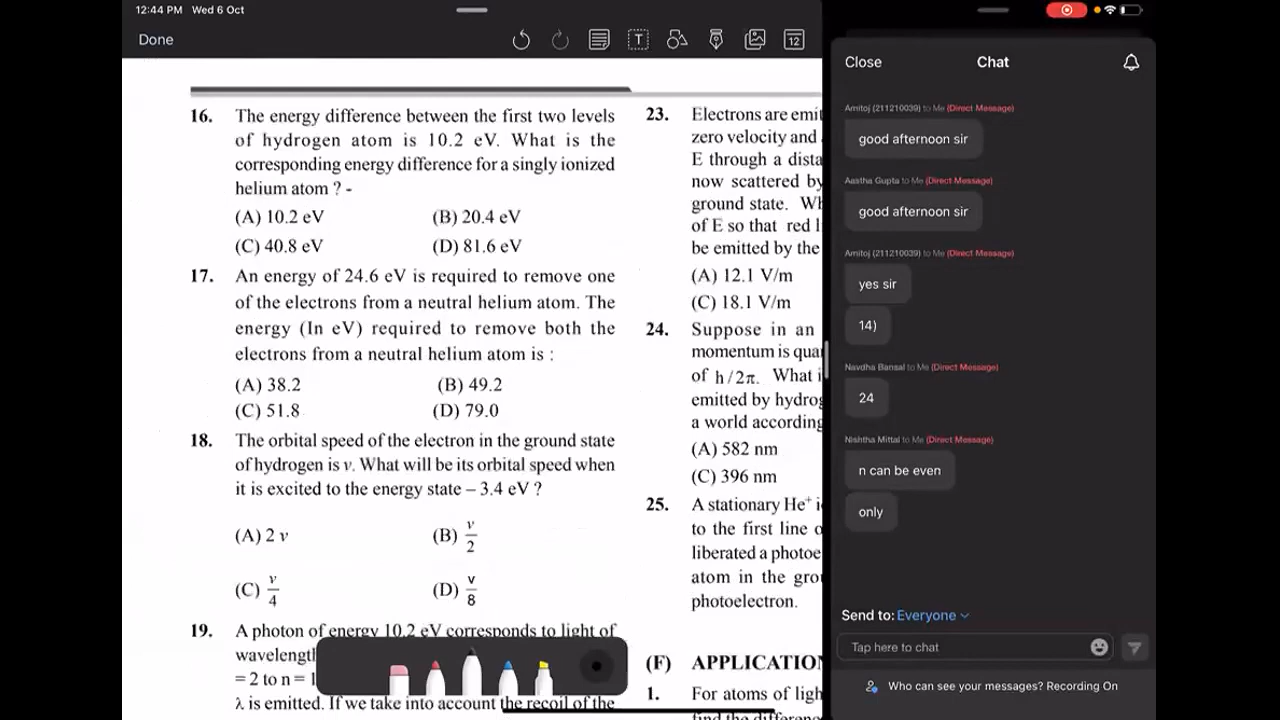 12:44 PM Wed 6 Oct
Done
T
12
16. The energy difference between the first two levels
of hydrogen atom is 10.2 eV. What is the
corresponding energy difference for a singly ionized
helium atom ? -
(A) 10.2 eV (B) 20.4 eV
(C) 40.8 eV (D) 81.6 eV
17. An energy of 24.6 eV is required to remove one
of the electrons from a neutral helium atom. The
energy (In eV) required to remove both the
electrons from a neutral helium atom is :
(A) 38.2 (B) 49.2
(C) 51.8 (D) 79.0
18. The orbital speed of the electron in the ground state
of hydrogen is v. What will be its orbital speed when
it is excited to the energy state – 3.4 eV ?
(A) 2 v (B) v/2
(C) v/4 (D) v/8
19. A photon of energy 10.2 eV corresponds to light of
wavelength
= 2 to n = 1
λ is emitted. If we take into account the recoil of the
23. Electrons are emi
zero velocity and
E through a dista
now scattered by
ground state. Wh
of E so that red l
be emitted by the
(A) 12.1 V/m
(C) 18.1 V/m
24. Suppose in an
momentum is qua
of h/2π. What i
emitted by hydrog
a world according
(A) 582 nm
(C) 396 nm
25. A stationary He⁺ i
to the first line o
liberated a photoe
atom in the grou
photoelectron.
(F) APPLICATION
1. For atoms of ligh
find the differen
Close Chat
Amitoj (211210039) to Me (Direct Message)
good afternoon sir
Aastha Gupta to Me (Direct Message)
good afternoon sir
Amitoj (211210039) to Me (Direct Message)
yes sir
14)
Navdha Bansal to Me (Direct Message)
24
Nishtha Mittal to Me (Direct Message)
n can be even
only
Send to: Everyone
Tap here to chat
Who can see your messages? Recording On